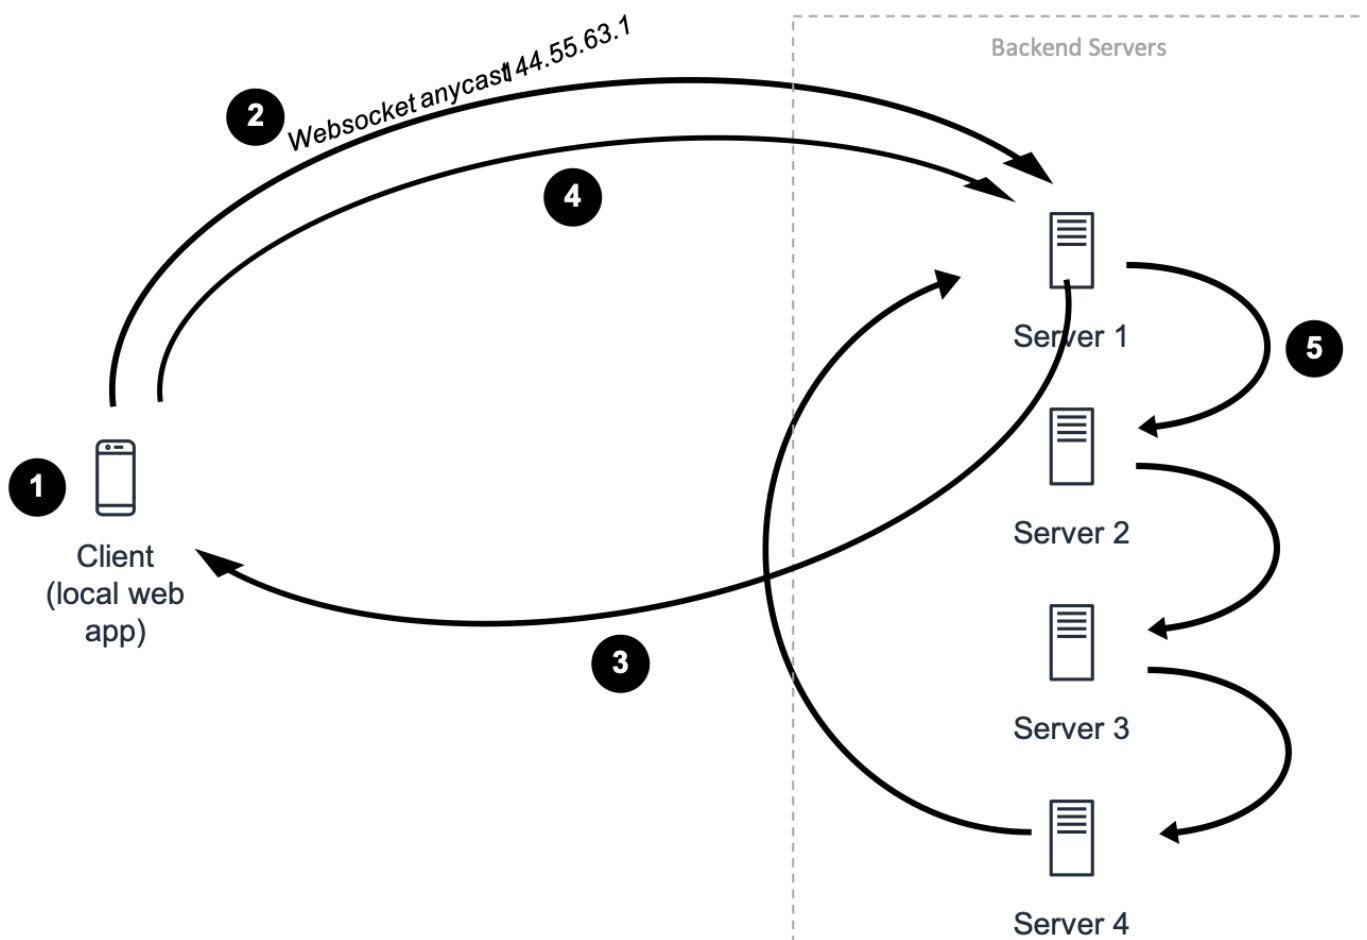 Backend Servers
2
Websocket anycast 144.55.63.1
4
Server 1
5
1
Client
(local web
app)
Server 2
3
Server 3
Server 4